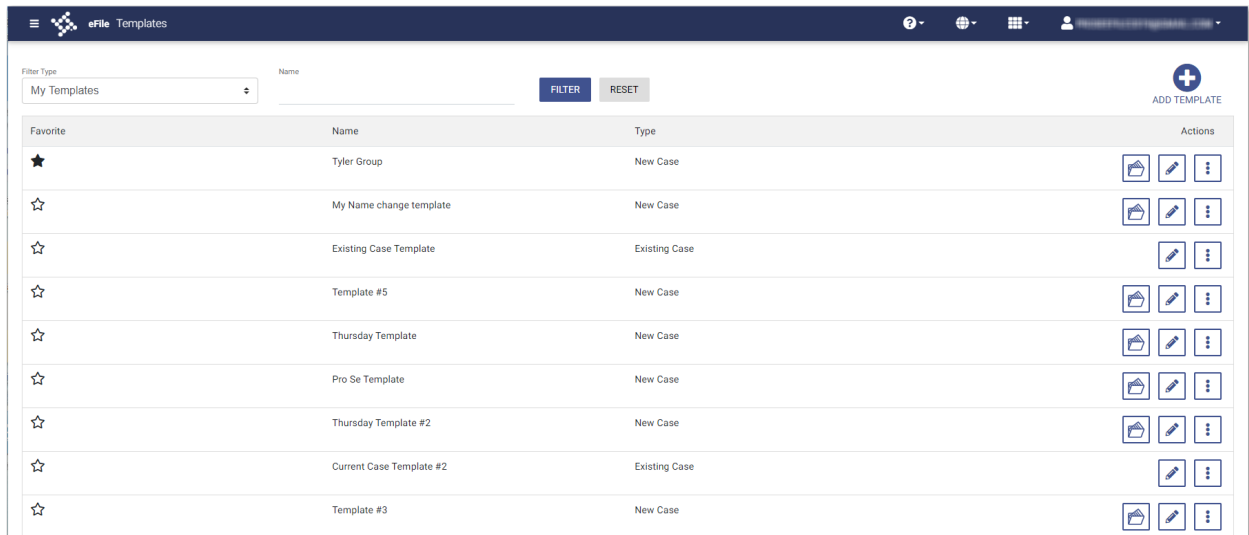 eFile Templates
Filter Type
Name
My Templates
FILTER RESET
ADD TEMPLATE
Favorite Name Type Actions
Tyler Group New Case
My Name change template New Case
Existing Case Template Existing Case
Template #5 New Case
Thursday Template New Case
Pro Se Template New Case
Thursday Template #2 New Case
Current Case Template #2 Existing Case
Template #3 New Case